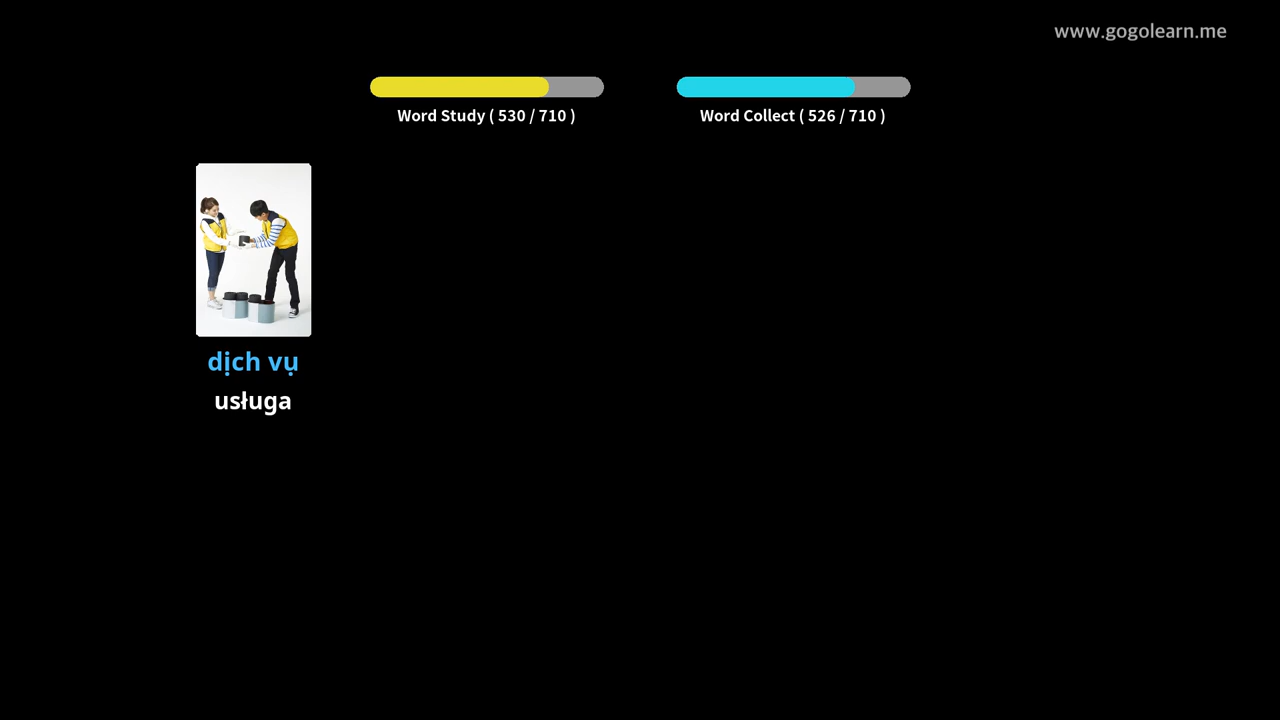 www.gogolearn.me
Word Study ( 530 / 710 )
Word Collect ( 526 / 710 )
dịch vụ
usługa